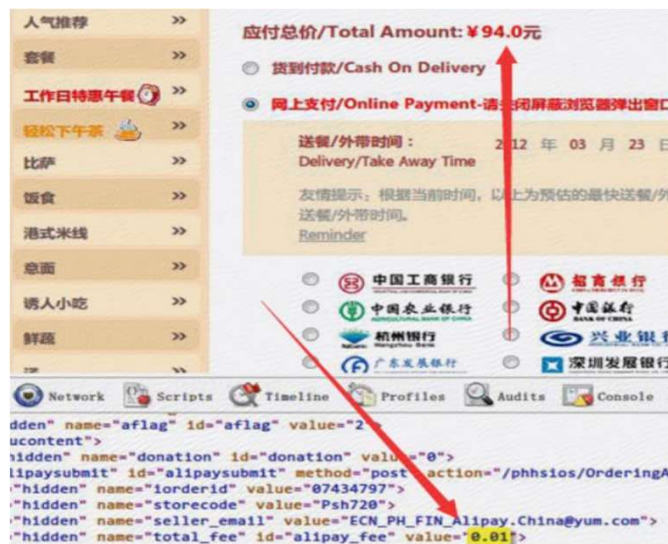 人气推荐 >>
套餐 >>
工作日特惠午餐 >>
轻松下午茶 >>
比萨 >>
饭食 >>
港式米线 >>
意面 >>
诱人小吃 >>
鲜蔬 >>
应付总价/Total Amount:¥94.0元
货到付款/Cash On Delivery
网上支付/Online Payment-请关闭屏蔽浏览器弹出窗口
送餐/外带时间：
Delivery/Take Away Time
2012 年 03 月 23 日
友情提示：根据当前时间，以上为预估的最快送餐/外
送餐/外带时间。
Reminder
中国工商银行 招商银行
中国农业银行 中国银行
AGRICULTURAL BANK OF CHINA BANK OF CHINA
杭州银行 兴业银
Hangzhou Bank
广东发展银行 深圳发展银行
Network Scripts Timeline Profiles Audits Console
dden" name="aflag" id="aflag" value="2">
ucontent">
hidden" name="donation" id="donation" value="0">
lipaysubmit" id="alipaysubmit" method="post" action="/phhsios/OrderingA
"hidden" name="iorderid" value="07434797">
"hidden" name="storecode" value="Psh720">
"hidden" name="seller_email" value="ECN_PH_FIN_Alipay.China@yum.com">
"hidden" name="total_fee" id="alipay_fee" value="0.01">